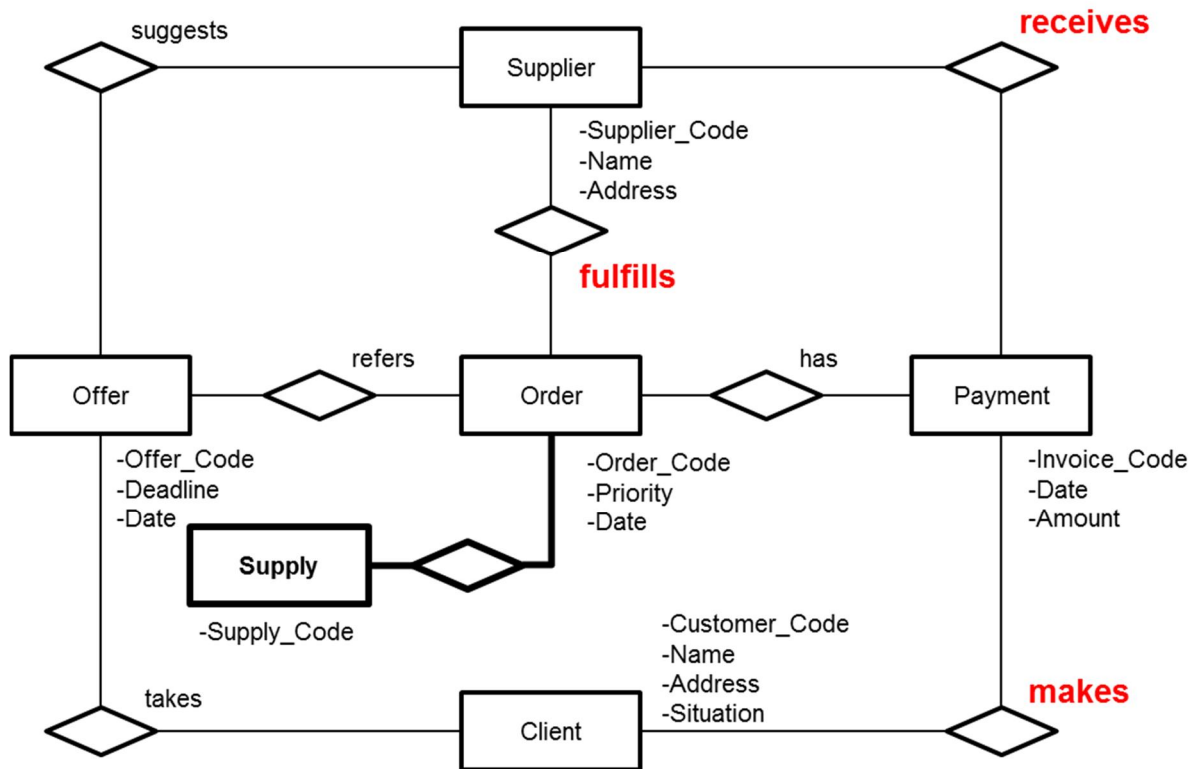 suggests
receives
Supplier
-Supplier_Code
-Name
-Address
fulfills
refers
has
Offer
Order
Payment
-Offer_Code
-Deadline
-Date
-Order_Code
-Priority
-Date
-Invoice_Code
-Date
-Amount
Supply
-Supply_Code
-Customer_Code
-Name
-Address
-Situation
takes
makes
Client